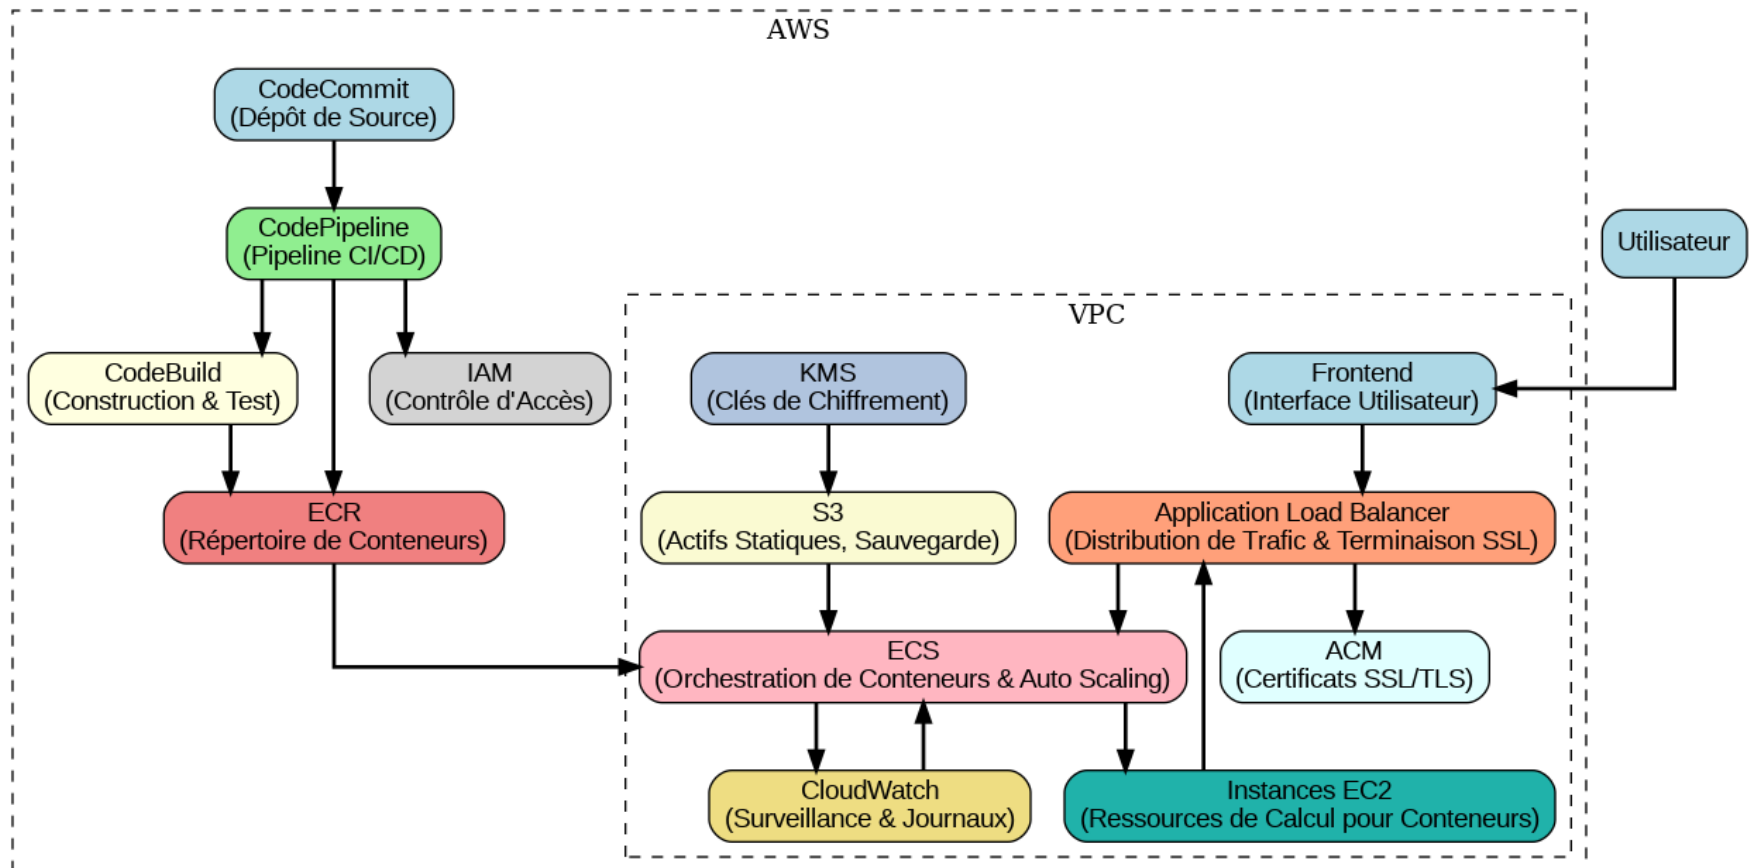 AWS
CodeCommit
(Dépôt de Source)
CodePipeline
(Pipeline CI/CD)
Utilisateur
VPC
CodeBuild
(Construction & Test)
IAM
(Contrôle d'Accès)
KMS
(Clés de Chiffrement)
Frontend
(Interface Utilisateur)
ECR
(Répertoire de Conteneurs)
S3
(Actifs Statiques, Sauvegarde)
Application Load Balancer
(Distribution de Trafic & Terminaison SSL)
ECS
(Orchestration de Conteneurs & Auto Scaling)
ACM
(Certificats SSL/TLS)
CloudWatch
(Surveillance & Journaux)
Instances EC2
(Ressources de Calcul pour Conteneurs)